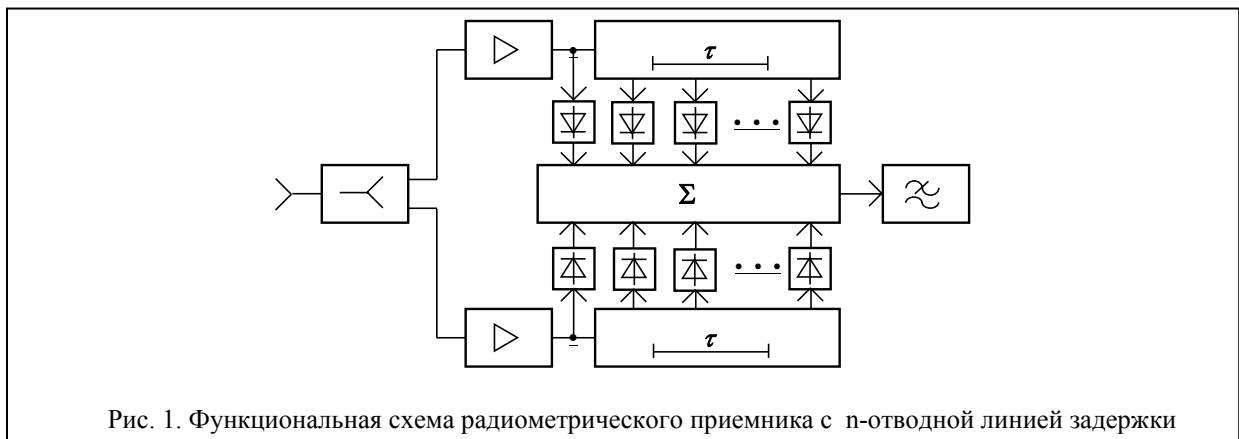 τ
Σ
τ
Рис. 1. Функциональная схема радиометрического приемника с n-отводной линией задержки